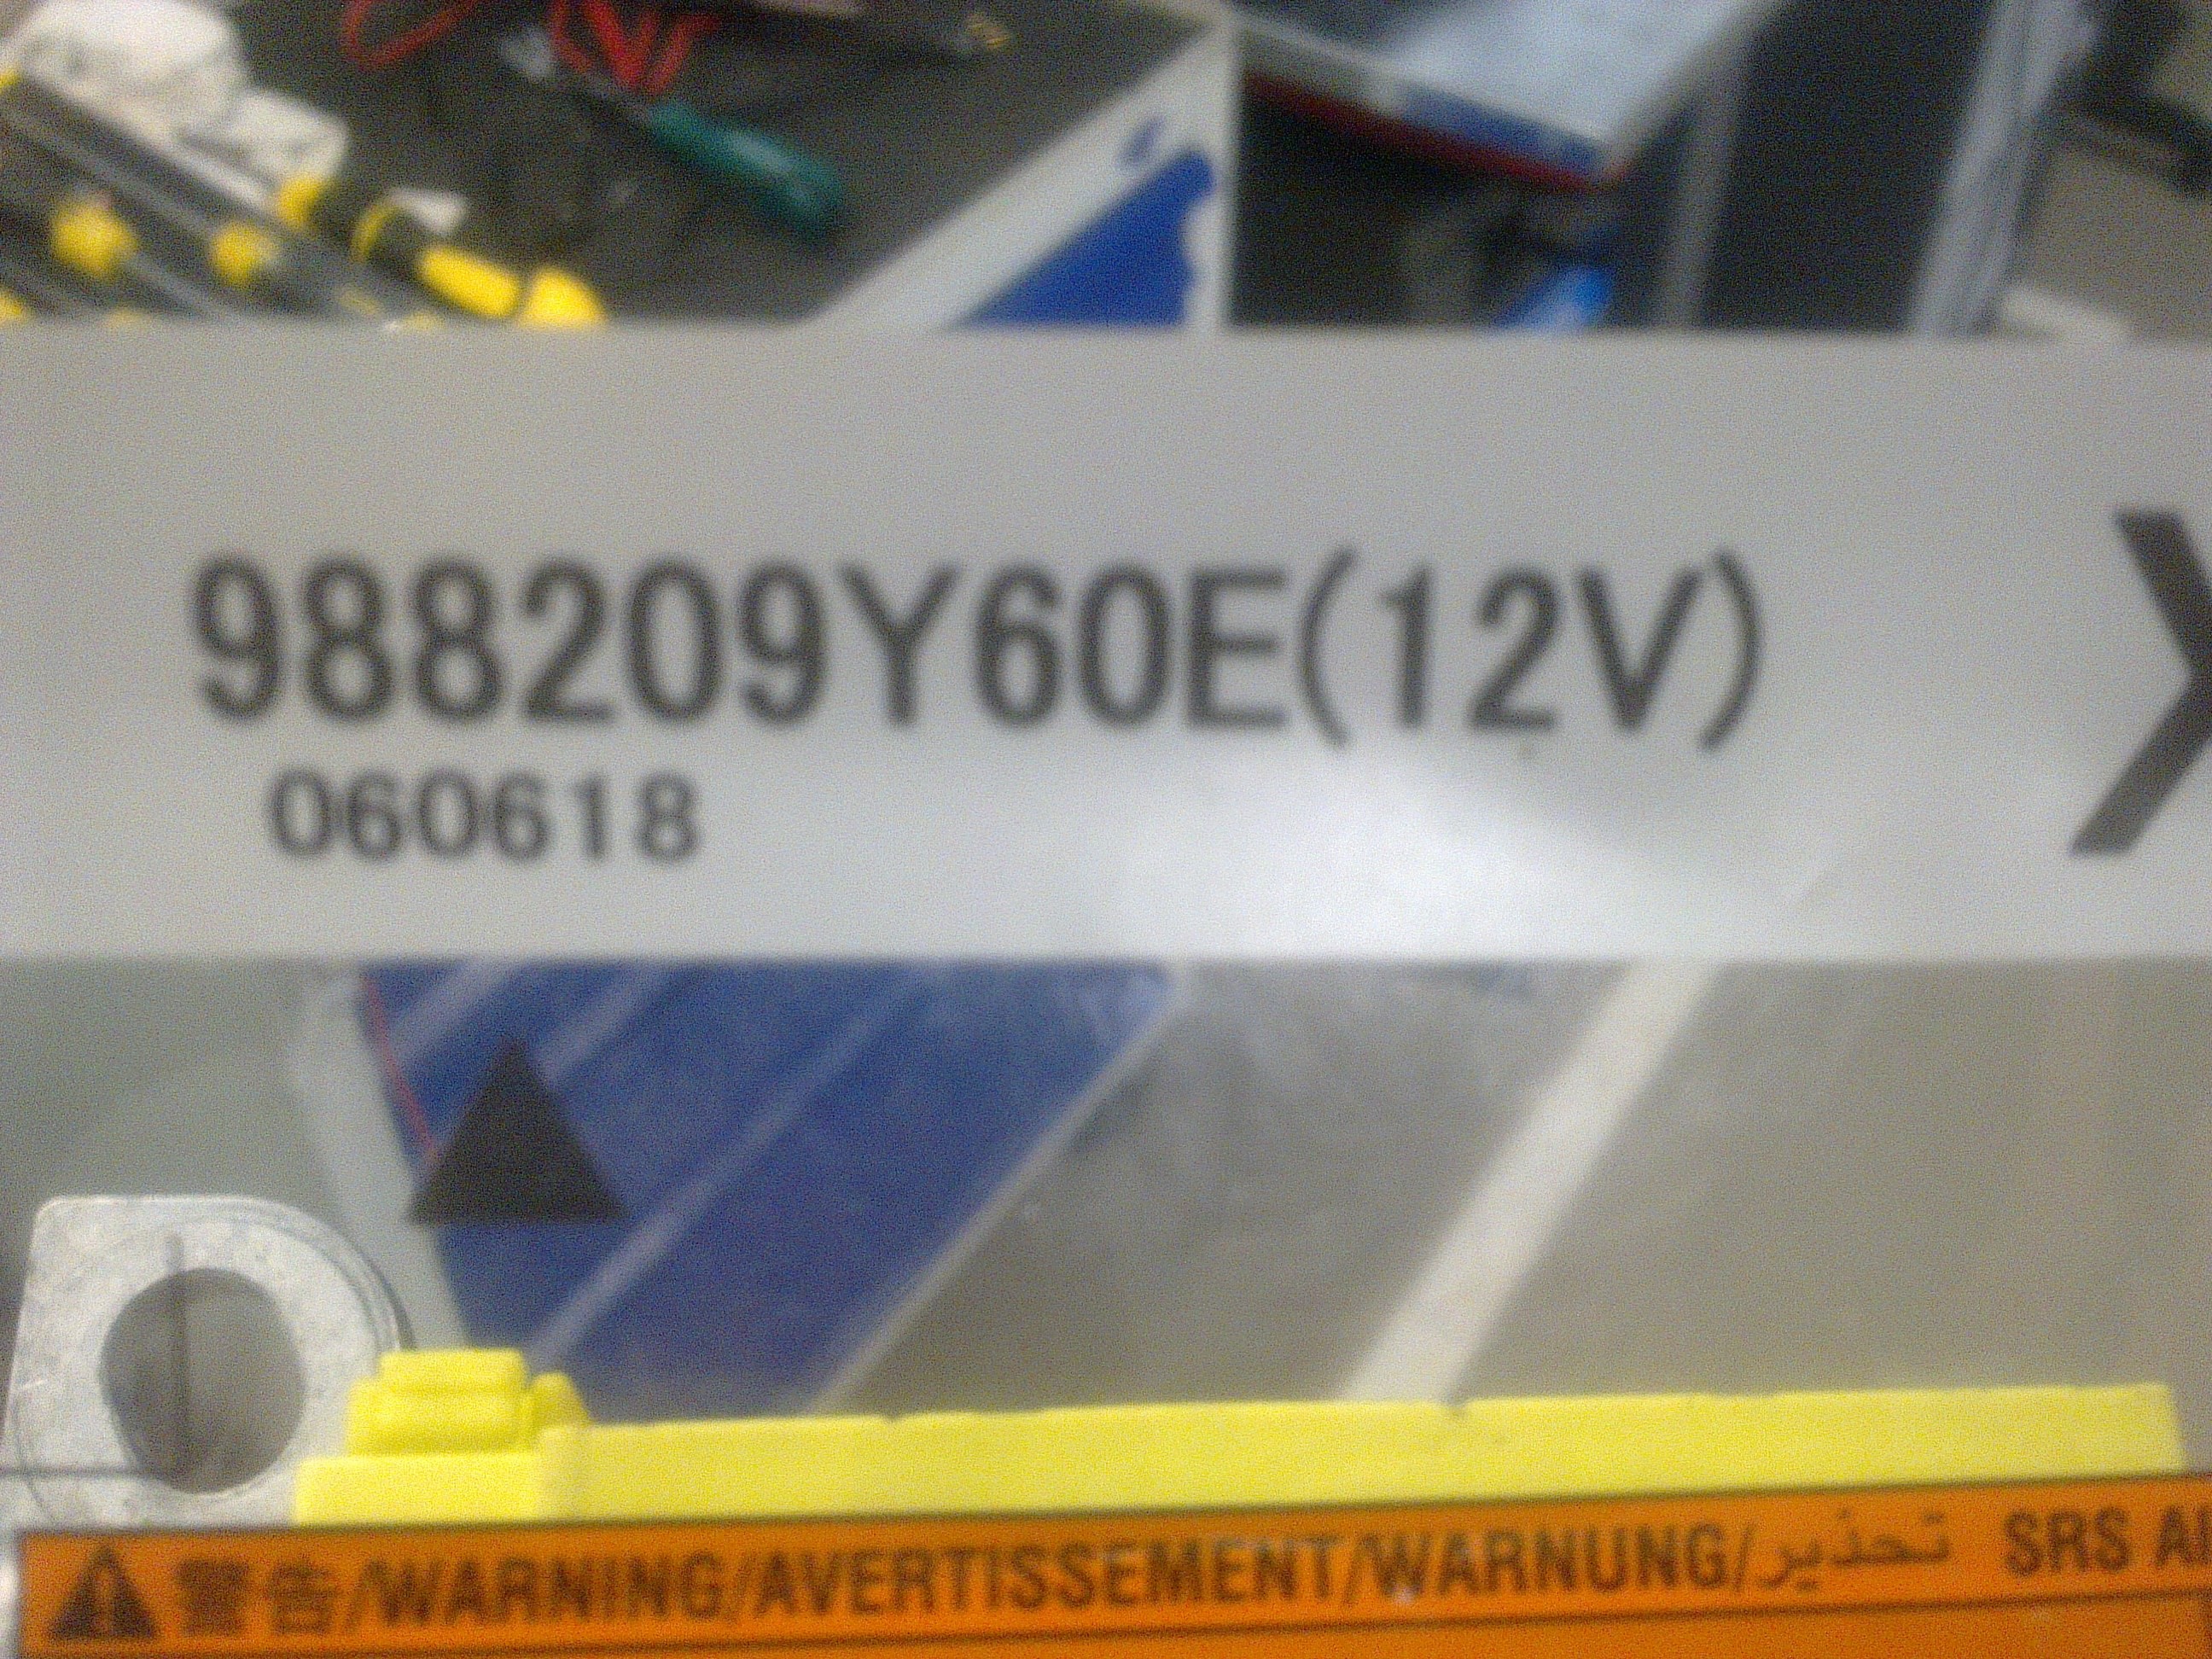 988209Y60E(12V)
060618
警告/WARNING/AVERTISSEMENT/WARNUNG/تحذير SRS